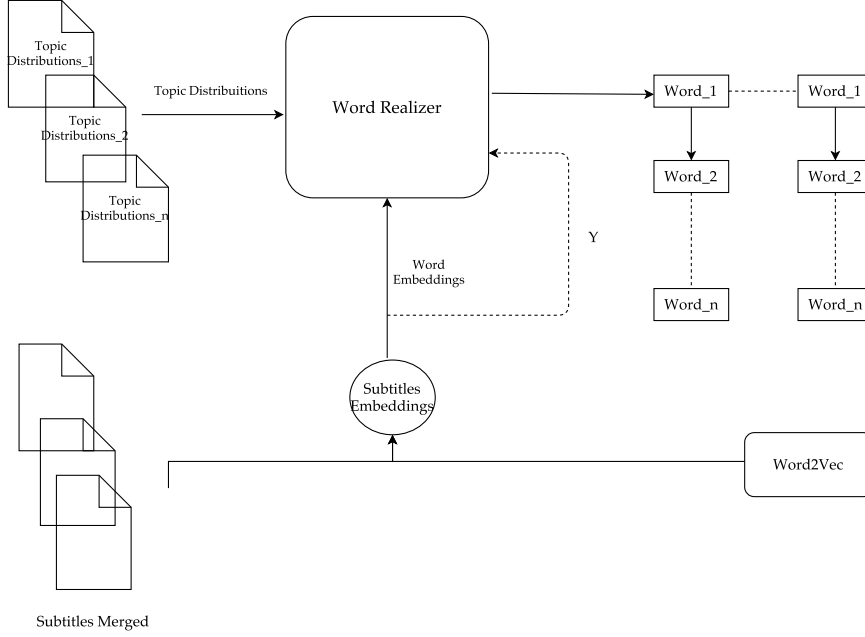 Topic
Distributions_1
Topic
Distributions_2
Topic
Distributions_n
Topic Distribuitions
Word Realizer
Word_1
Word_1
Word_2
Word_2
Word_n
Word_n
Y
Word
Embeddings
Subtitles
Embeddings
Word2Vec
Subtitles Merged